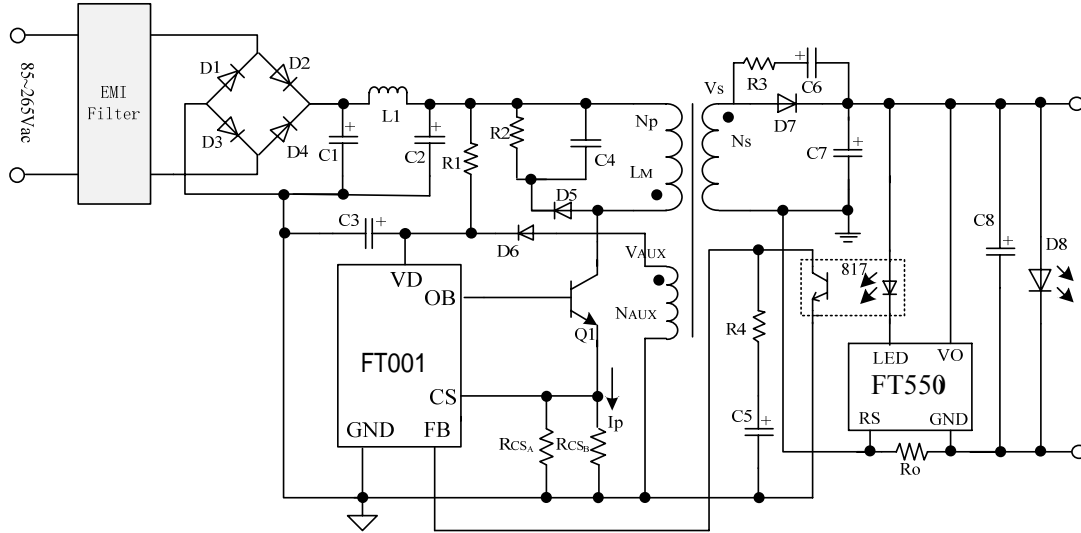 85~265Vac
EMI
Filter
D1
D2
D3
D4
C1
L1
C2
R1
R2
C4
D5
Np
LM
Vs
Ns
R3
C6
D7
C7
C3
D6
VAUX
NAUX
VD
OB
FT001
CS
GND
FB
Q1
Ip
RCSA
RCSB
R4
C5
817
LED
VO
FT550
RS
GND
Ro
C8
D8